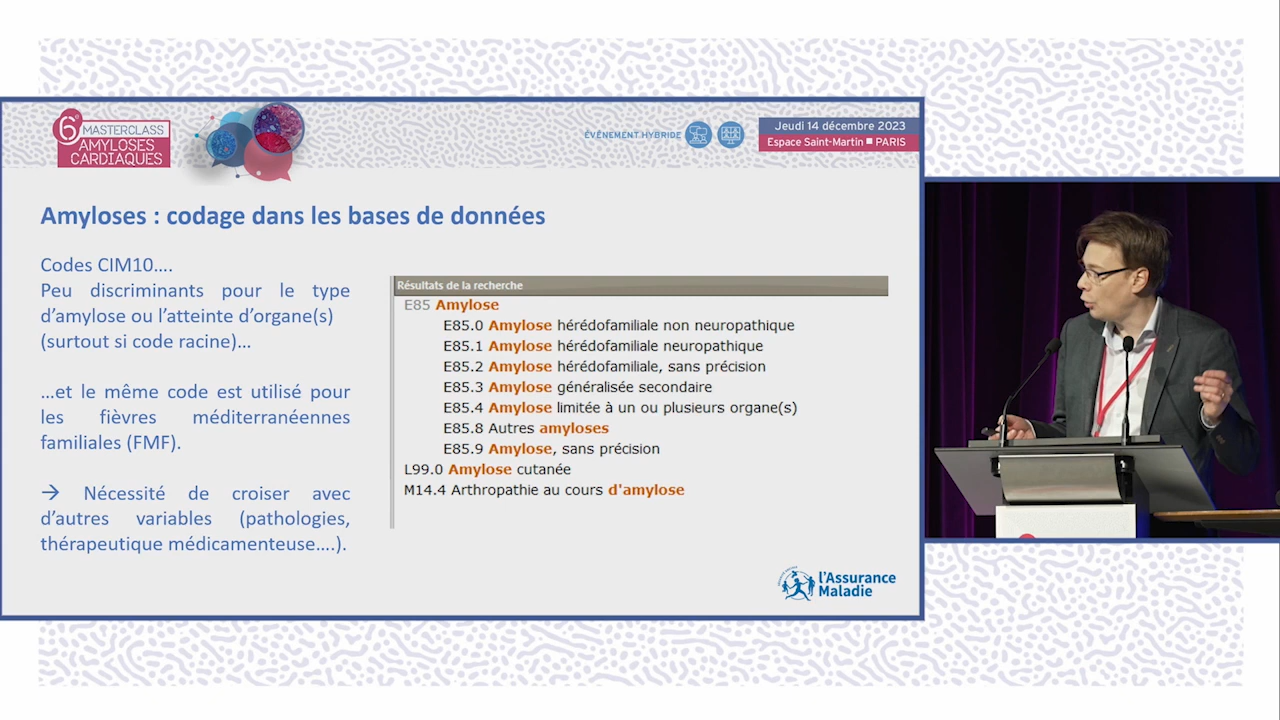 6e MASTERCLASS
AMYLOSES
CARDIAQUES
ÉVÉNEMENT HYBRIDE
Jeudi 14 décembre 2023
Espace Saint-Martin ■ PARIS
Amyloses : codage dans les bases de données
Codes CIM10....
Peu discriminants pour le type
d’amylose ou l’atteinte d’organe(s)
(surtout si code racine)...
...et le même code est utilisé pour
les fièvres méditerranéennes
familiales (FMF).
→ Nécessité de croiser avec
d’autres variables (pathologies,
thérapeutique médicamenteuse....).
Résultats de la recherche
E85 Amylose
E85.0 Amylose hérédofamiliale non neuropathique
E85.1 Amylose hérédofamiliale neuropathique
E85.2 Amylose hérédofamiliale, sans précision
E85.3 Amylose généralisée secondaire
E85.4 Amylose limitée à un ou plusieurs organe(s)
E85.8 Autres amyloses
E85.9 Amylose, sans précision
L99.0 Amylose cutanée
M14.4 Arthropathie au cours d'amylose
l’Assurance
Maladie